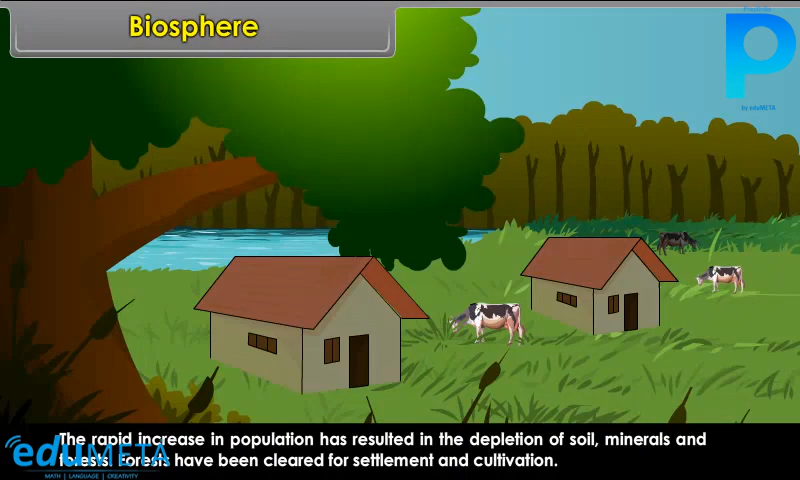 Biosphere
P
by eduMETA
The rapid increase in population has resulted in the depletion of soil, minerals and
forests. Forests have been cleared for settlement and cultivation.
eduMETA
MATH | LANGUAGE | CREATIVITY